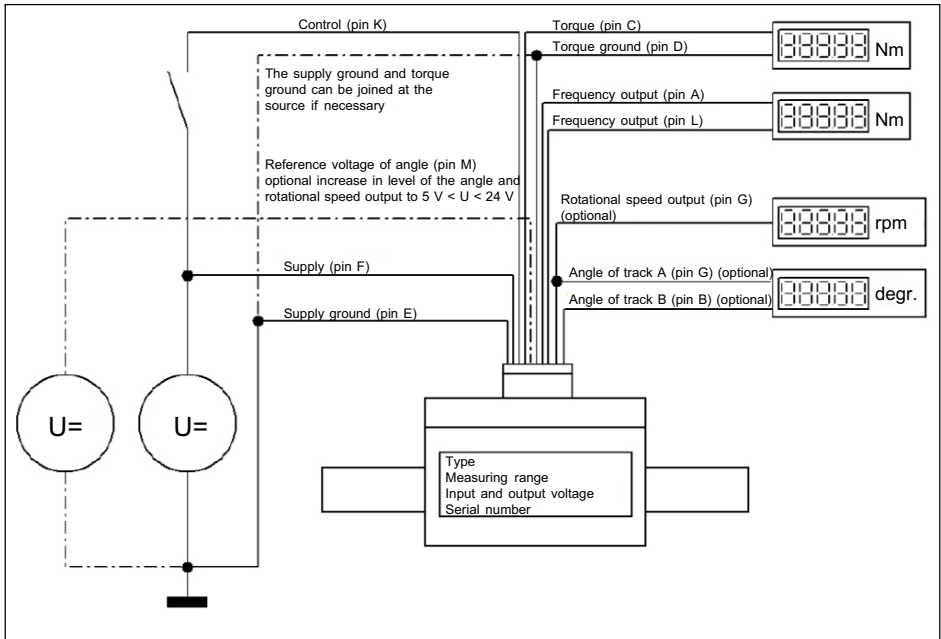 Control (pin K)
Torque (pin C)
Torque ground (pin D)
88888 Nm
The supply ground and torque
ground can be joined at the
source if necessary
Frequency output (pin A)
Frequency output (pin L)
88888 Nm
Reference voltage of angle (pin M)
optional increase in level of the angle and
rotational speed output to 5 V < U < 24 V
Rotational speed output (pin G)
(optional)
88888 rpm
Supply (pin F)
Angle of track A (pin G) (optional)
Angle of track B (pin B) (optional)
88888 degr.
Supply ground (pin E)
U=
U=
Type
Measuring range
Input and output voltage
Serial number